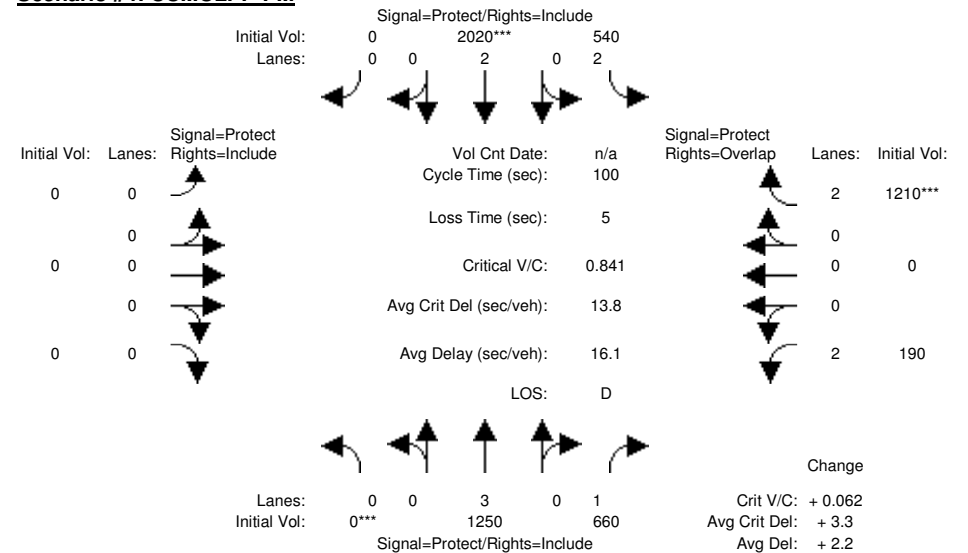 Signal=Protect/Rights=Include
Initial Vol: 0 2020*** 540
Lanes: 0 0 2 0 2
Signal=Protect Signal=Protect
Initial Vol: Lanes: Rights=Include Vol Cnt Date: n/a Rights=Overlap Lanes: Initial Vol:
Cycle Time (sec): 100
0 0 2 1210***
Loss Time (sec): 5
0 0
0 0 Critical V/C: 0.841 0 0
0 Avg Crit Del (sec/veh): 13.8 0
0 0 Avg Delay (sec/veh): 16.1 2 190
LOS: D
Change
Lanes: 0 0 3 0 1 Crit V/C: + 0.062
Initial Vol: 0*** 1250 660 Avg Crit Del: + 3.3
Signal=Protect/Rights=Include Avg Del: + 2.2